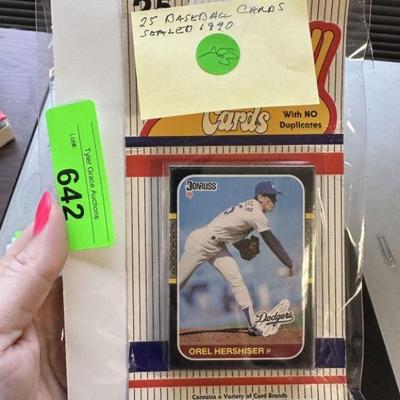 25
25 BASEBALL CARDS
SEALED 1990
Cards
With NO
Duplicates
Tyler Grace Auctions
Lot#:
642
DONRUSS
Dodgers
OREL HERSHISER P
Contains a Variety of Card Brands